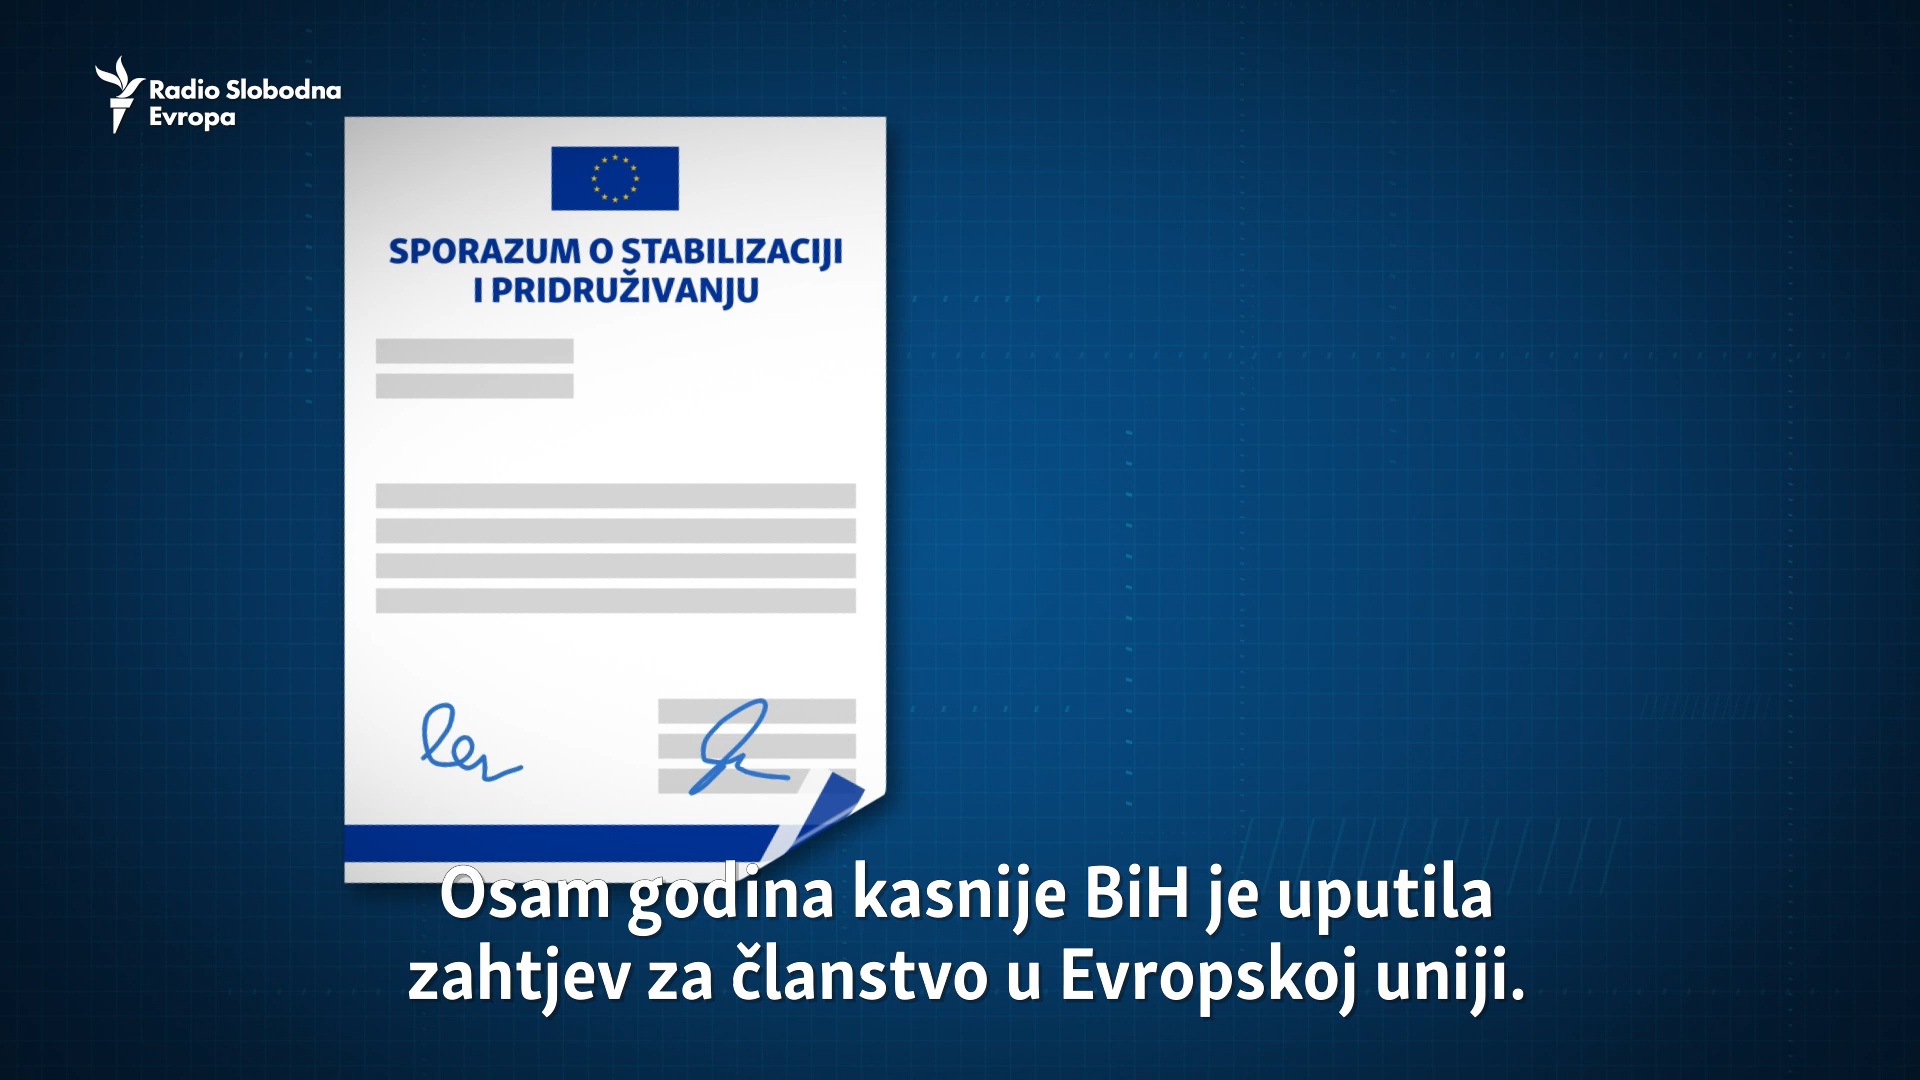 Radio Slobodna
Evropa
SPORAZUM O STABILIZACIJI
I PRIDRUŽIVANJU
Osam godina kasnije BiH je uputila
zahtjev za članstvo u Evropskoj uniji.